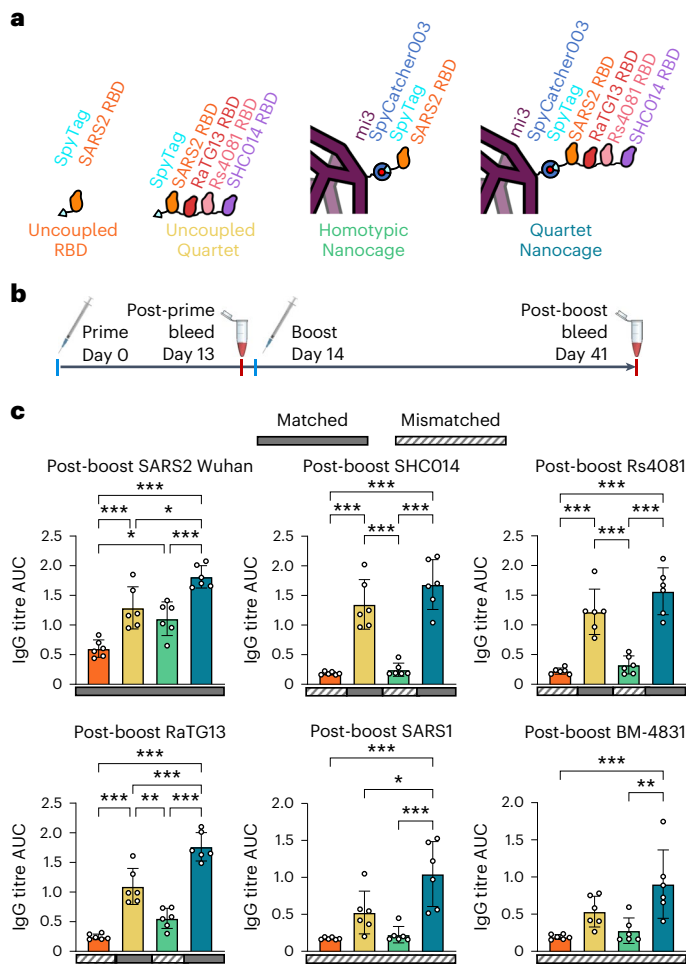 a
SpyTag
SARS2 RBD
Uncoupled
RBD
SpyTag
SARS2 RBD
RaTG13 RBD
Rs4081 RBD
SHC014 RBD
Uncoupled
Quartet
mi3
SpyCatcher003
SpyTag
SARS2 RBD
Homotypic
Nanocage
mi3
SpyCatcher003
SpyTag
SARS2 RBD
RaTG13 RBD
Rs4081 RBD
SHC014 RBD
Quartet
Nanocage
b
Prime
Day 0
Post-prime
bleed
Day 13
Boost
Day 14
Post-boost
bleed
Day 41
c
Matched
Mismatched
Post-boost SARS2 Wuhan
***
*** *
* ***
IgG titre AUC
2.5
2.0
1.5
1.0
0.5
0
Post-boost SHC014
***
*** ***
***
IgG titre AUC
2.5
2.0
1.5
1.0
0.5
0
Post-boost Rs4081
***
*** ***
***
IgG titre AUC
2.5
2.0
1.5
1.0
0.5
0
Post-boost RaTG13
***
***
*** ** ***
IgG titre AUC
2.5
2.0
1.5
1.0
0.5
0
Post-boost SARS1
***
*
***
IgG titre AUC
2.0
1.5
1.0
0.5
0
Post-boost BM-4831
***
**
IgG titre AUC
2.0
1.5
1.0
0.5
0